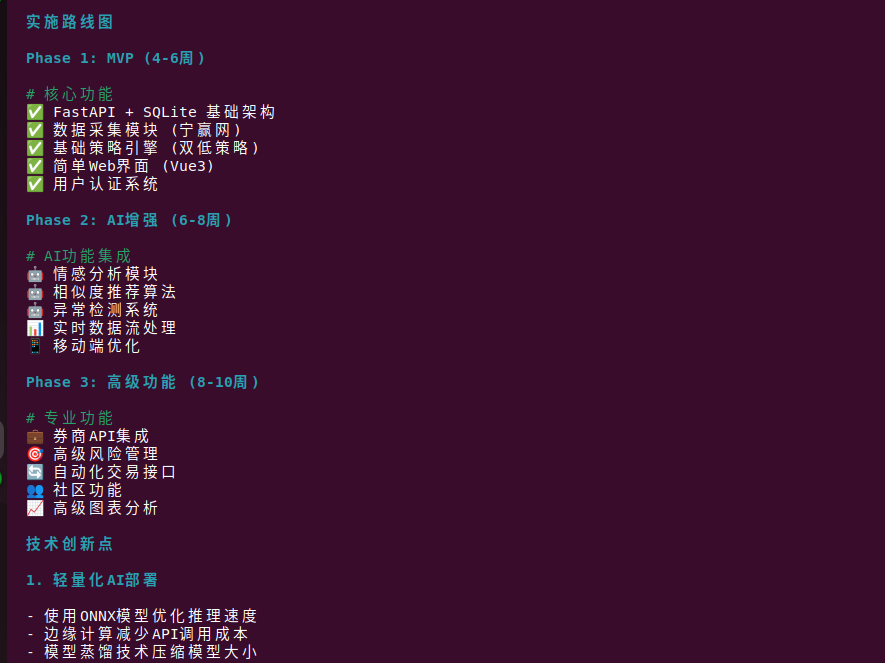 实施路线图
Phase 1: MVP (4-6周)
# 核心功能
✅ FastAPI + SQLite 基础架构
✅ 数据采集模块 (宁赢网)
✅ 基础策略引擎 (双低策略)
✅ 简单Web界面 (Vue3)
✅ 用户认证系统
Phase 2: AI增强 (6-8周)
# AI功能集成
🤖 情感分析模块
🤖 相似度推荐算法
🤖 异常检测系统
📊 实时数据流处理
📱 移动端优化
Phase 3: 高级功能 (8-10周)
# 专业功能
💼 券商API集成
🎯 高级风险管理
🔄 自动化交易接口
👥 社区功能
📈 高级图表分析
技术创新点
1. 轻量化AI部署
- 使用ONNX模型优化推理速度
- 边缘计算减少API调用成本
- 模型蒸馏技术压缩模型大小